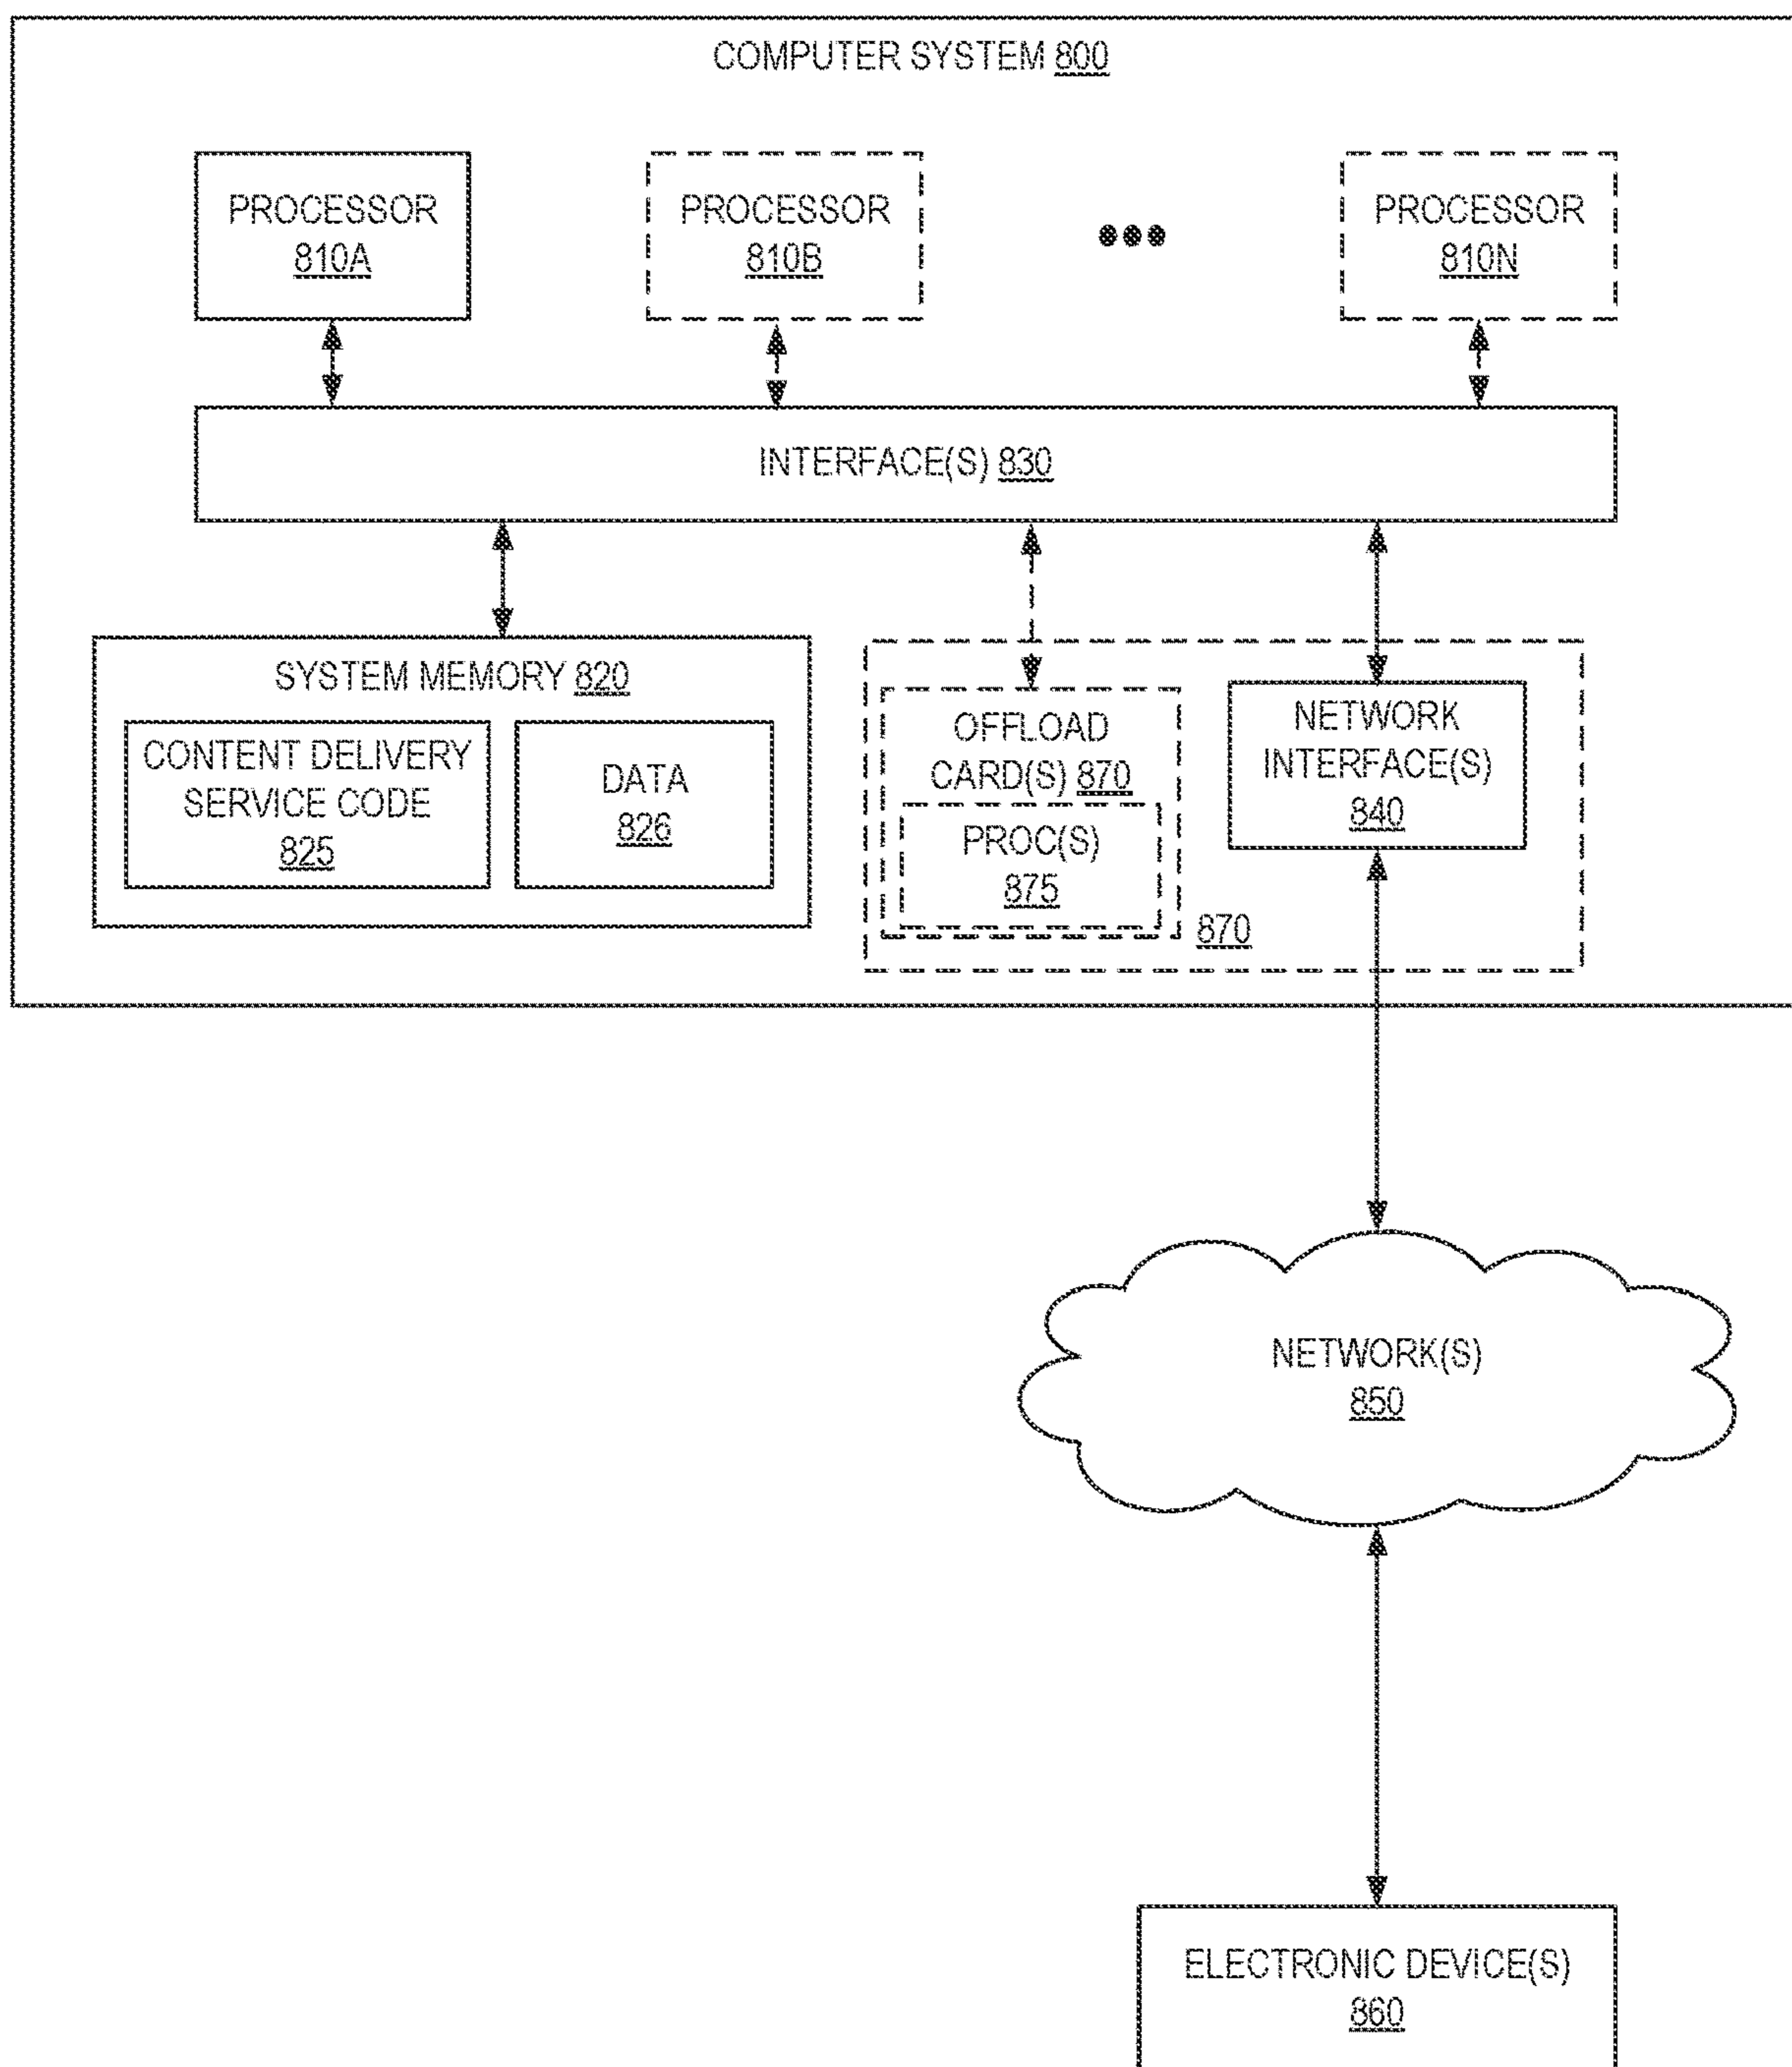 COMPUTER SYSTEM 800
PROCESSOR
810A
PROCESSOR
810B
PROCESSOR
810N
INTERFACE(S) 830
SYSTEM MEMORY 820
CONTENT DELIVERY
SERVICE CODE
825
DATA
826
OFFLOAD
CARD(S) 870
PROC(S)
875
870
NETWORK
INTERFACE(S)
840
NETWORK(S)
850
ELECTRONIC DEVICE(S)
860